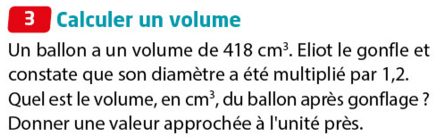 3 Calculer un volume
Un ballon a un volume de 418 cm³. Eliot le gonfle et
constate que son diamètre a été multiplié par 1,2.
Quel est le volume, en cm³, du ballon après gonflage ?
Donner une valeur approchée à l'unité près.